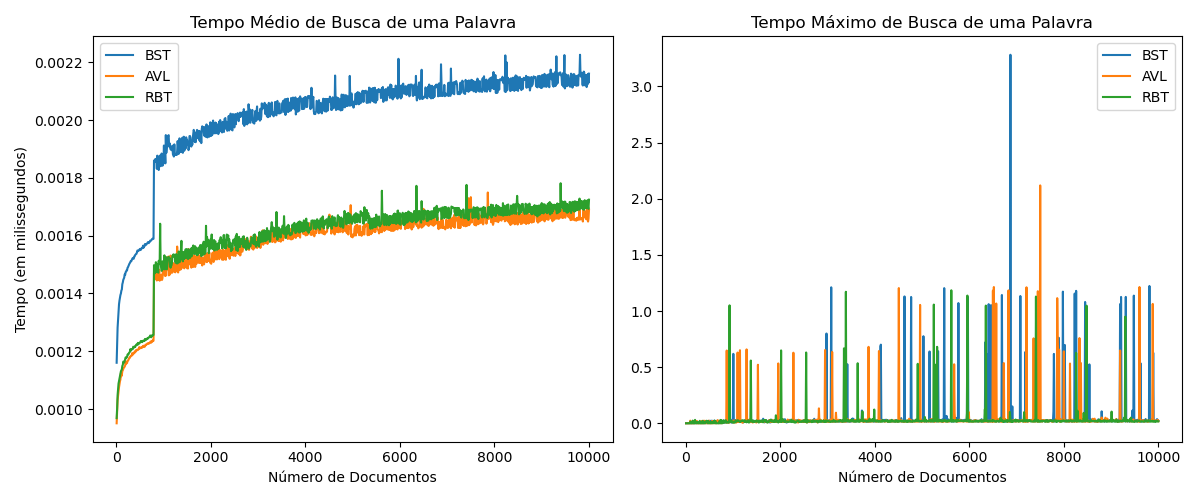 Tempo Médio de Busca de uma Palavra
BST
AVL
RBT
0.0022
0.0020
0.0018
0.0016
0.0014
0.0012
0.0010
Tempo (em milissegundos)
0 2000 4000 6000 8000 10000
Número de Documentos
Tempo Máximo de Busca de uma Palavra
BST
AVL
RBT
3.0
2.5
2.0
1.5
1.0
0.5
0.0
0 2000 4000 6000 8000 10000
Número de Documentos